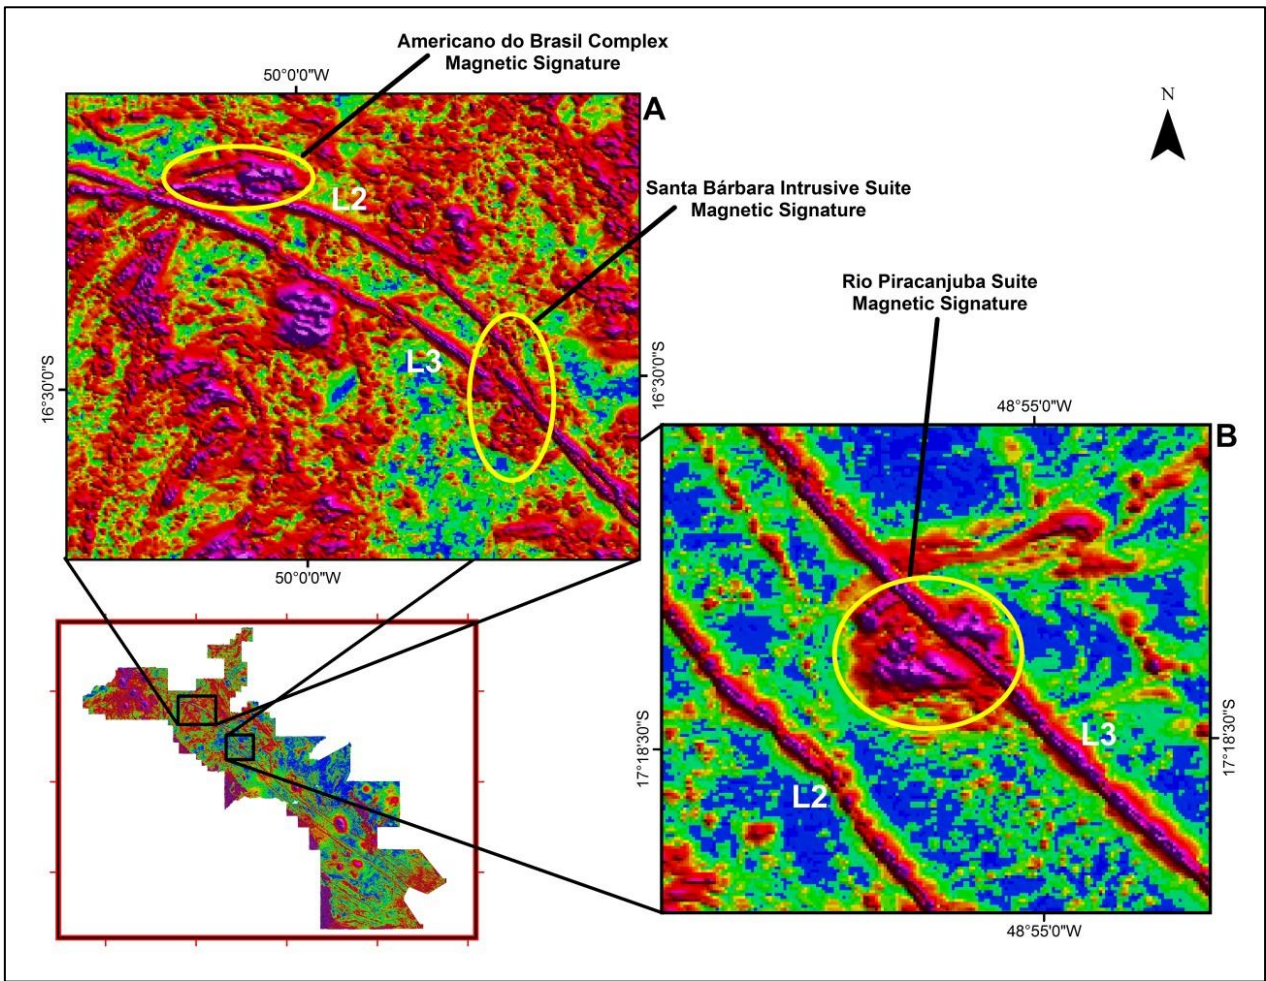 Americano do Brasil Complex
Magnetic Signature
50°0'0"W
A
N
L2
Santa Bárbara Intrusive Suite
Magnetic Signature
Rio Piracanjuba Suite
Magnetic Signature
L3
16°30'0"S
16°30'0"S
48°55'0"W
B
50°0'0"W
17°18'30"S
L3
17°18'30"S
L2
48°55'0"W